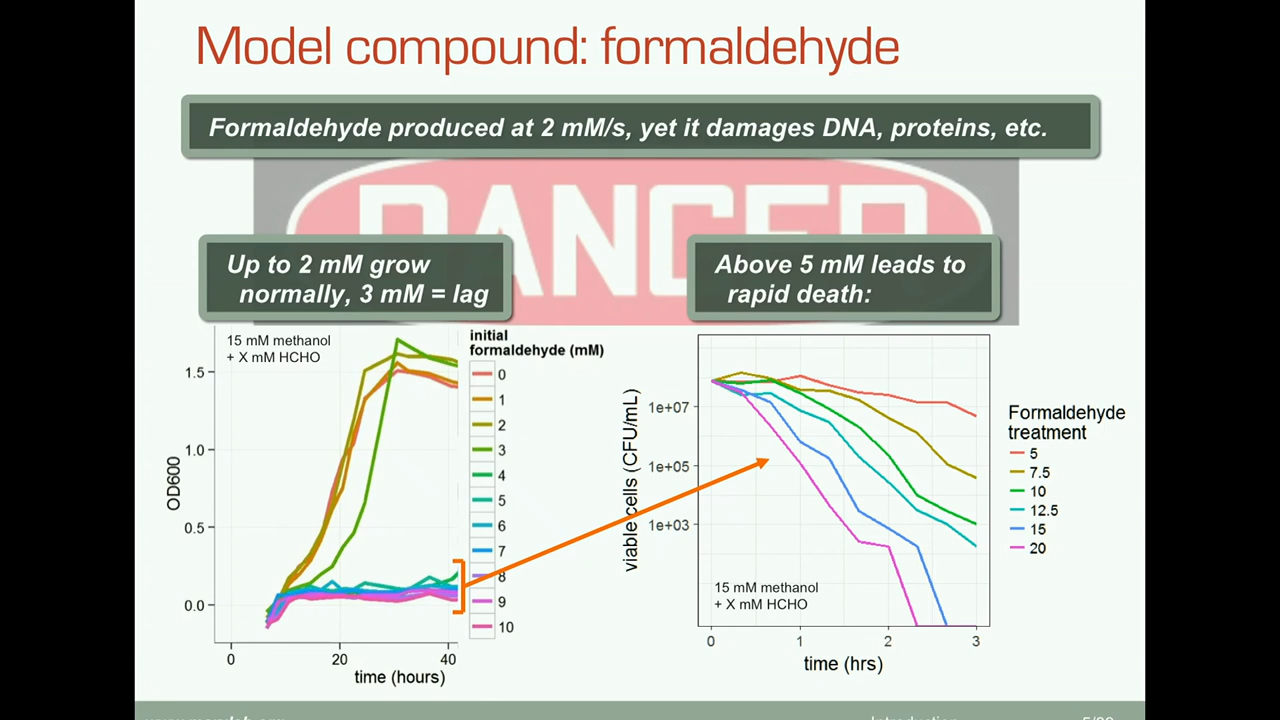 Model compound: formaldehyde
Formaldehyde produced at 2 mM/s, yet it damages DNA, proteins, etc.
DANGER
Up to 2 mM grow
normally, 3 mM = lag
Above 5 mM leads to
rapid death:
15 mM methanol
+ X mM HCHO
initial
formaldehyde (mM)
0
1
2
3
4
5
6
7
8
9
10
OD600
1.5
1.0
0.5
0.0
0
20
40
time (hours)
viable cells (CFU/mL)
1e+07
1e+05
1e+03
15 mM methanol
+ X mM HCHO
0
1
2
3
time (hrs)
Formaldehyde
treatment
5
7.5
10
12.5
15
20
Introduction